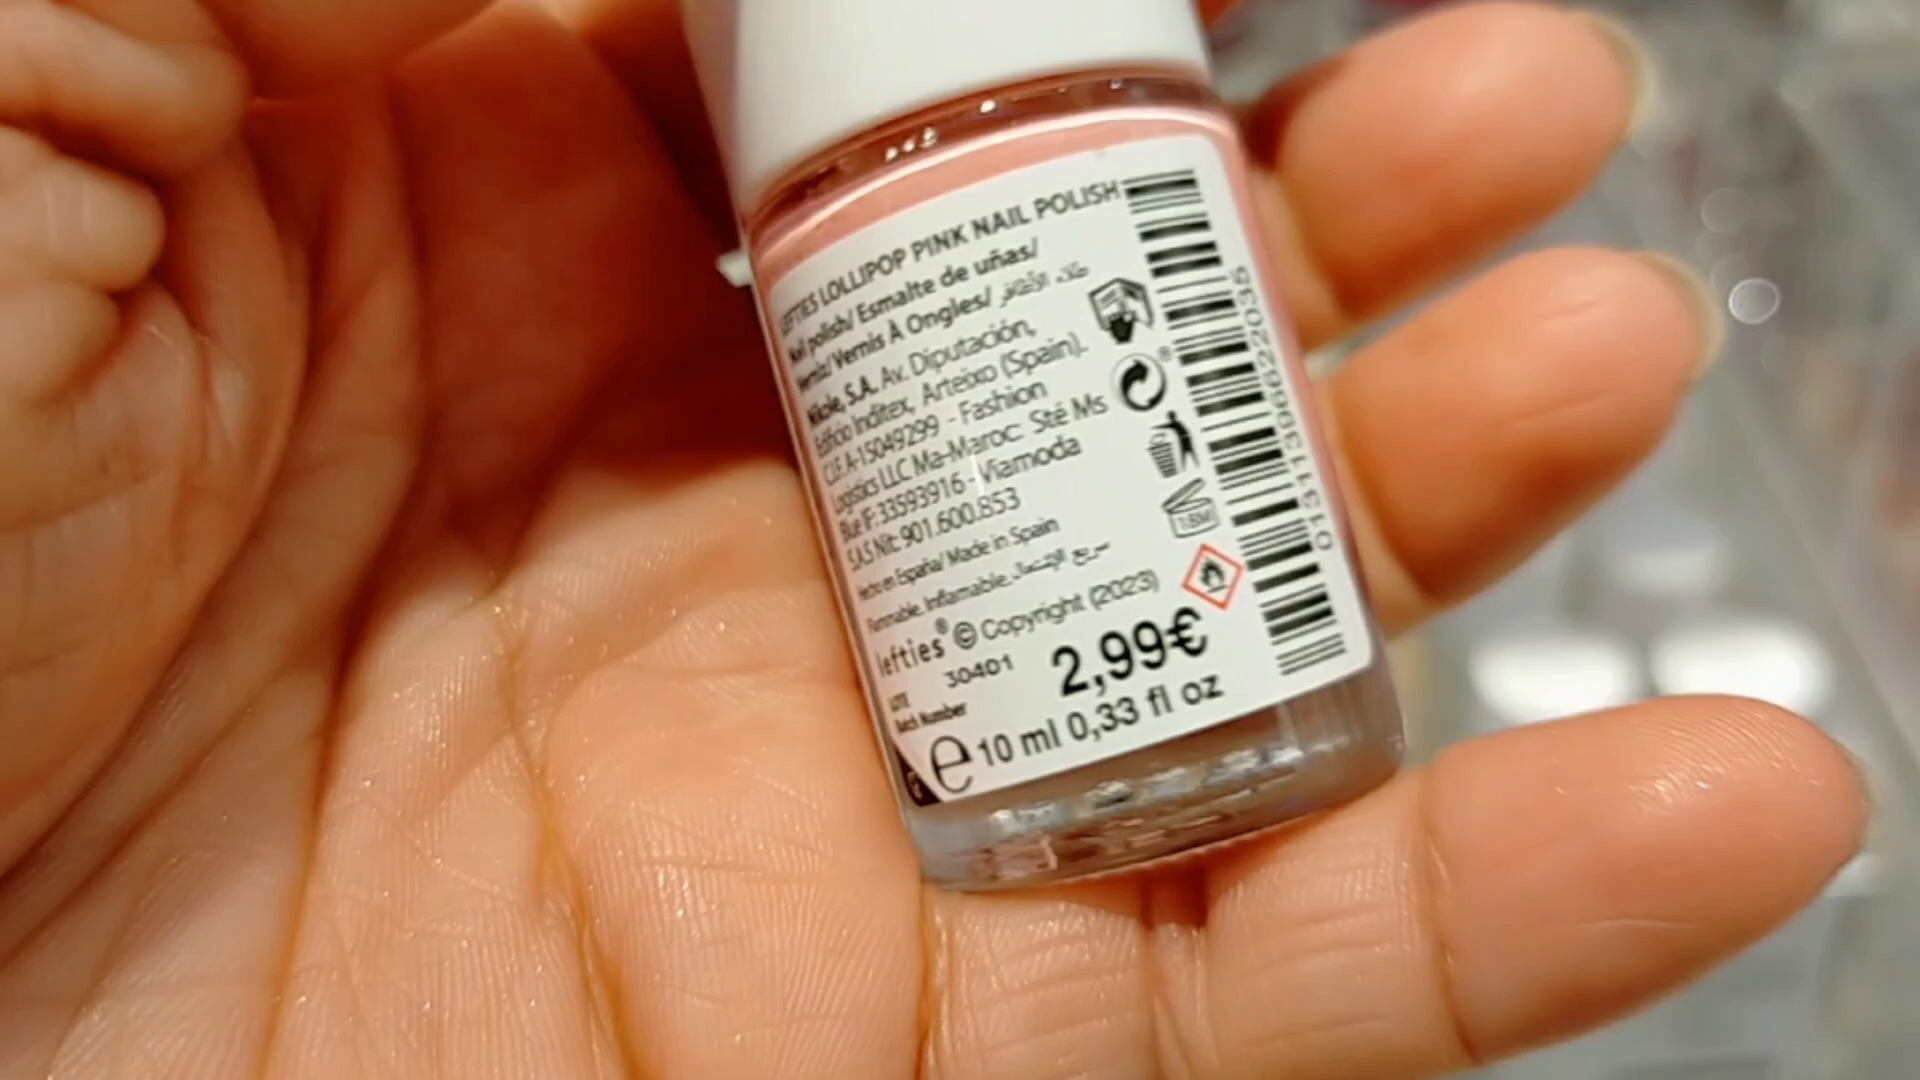 LEFTIES LOLLIPOP PINK NAIL POLISH
Nail polish/ Esmalte de uñas/
Verniz/ Vernis À Ongles/ طلاء الأظافر
Nikole, S.A. Av. Diputación,
Edificio Inditex, Arteixo (Spain).
C.I.F. A-15049299 - Fashion
Logistics LLC Ma-Maroc: Sté Ms
Blue IF: 33593916 - Viamoda
S.A.S Nit: 901.600.853
Hecho en España/ Made in Spain
Flammable. Inflamable. سريع الإشتعال
lefties® © Copyright (2023)
LOTE 30401 2,99€
Batch Number
℮ 10 ml 0,33 fl oz
18M